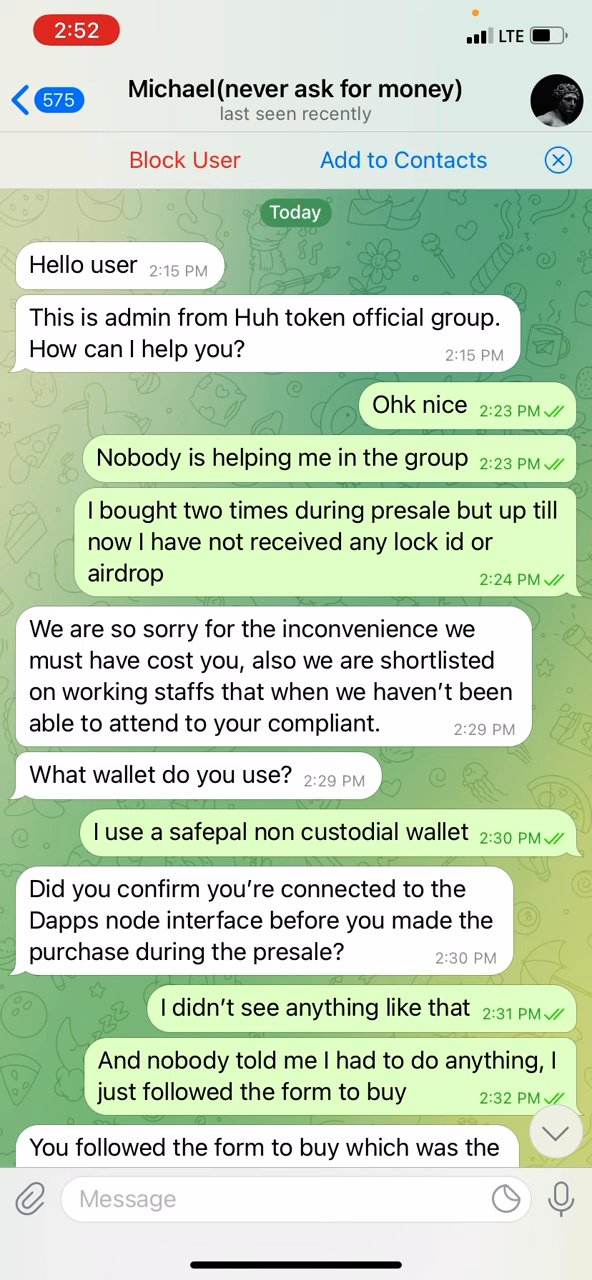 2:52
LTE
575
Michael(never ask for money)
last seen recently
Block User
Add to Contacts
Today
Hello user 2:15 PM
This is admin from Huh token official group.
How can I help you? 2:15 PM
Ohk nice 2:23 PM
Nobody is helping me in the group 2:23 PM
I bought two times during presale but up till
now I have not received any lock id or
airdrop 2:24 PM
We are so sorry for the inconvenience we
must have cost you, also we are shortlisted
on working staffs that when we haven’t been
able to attend to your compliant. 2:29 PM
What wallet do you use? 2:29 PM
I use a safepal non custodial wallet 2:30 PM
Did you confirm you’re connected to the
Dapps node interface before you made the
purchase during the presale? 2:30 PM
I didn’t see anything like that 2:31 PM
And nobody told me I had to do anything, I
just followed the form to buy 2:32 PM
You followed the form to buy which was the
Message